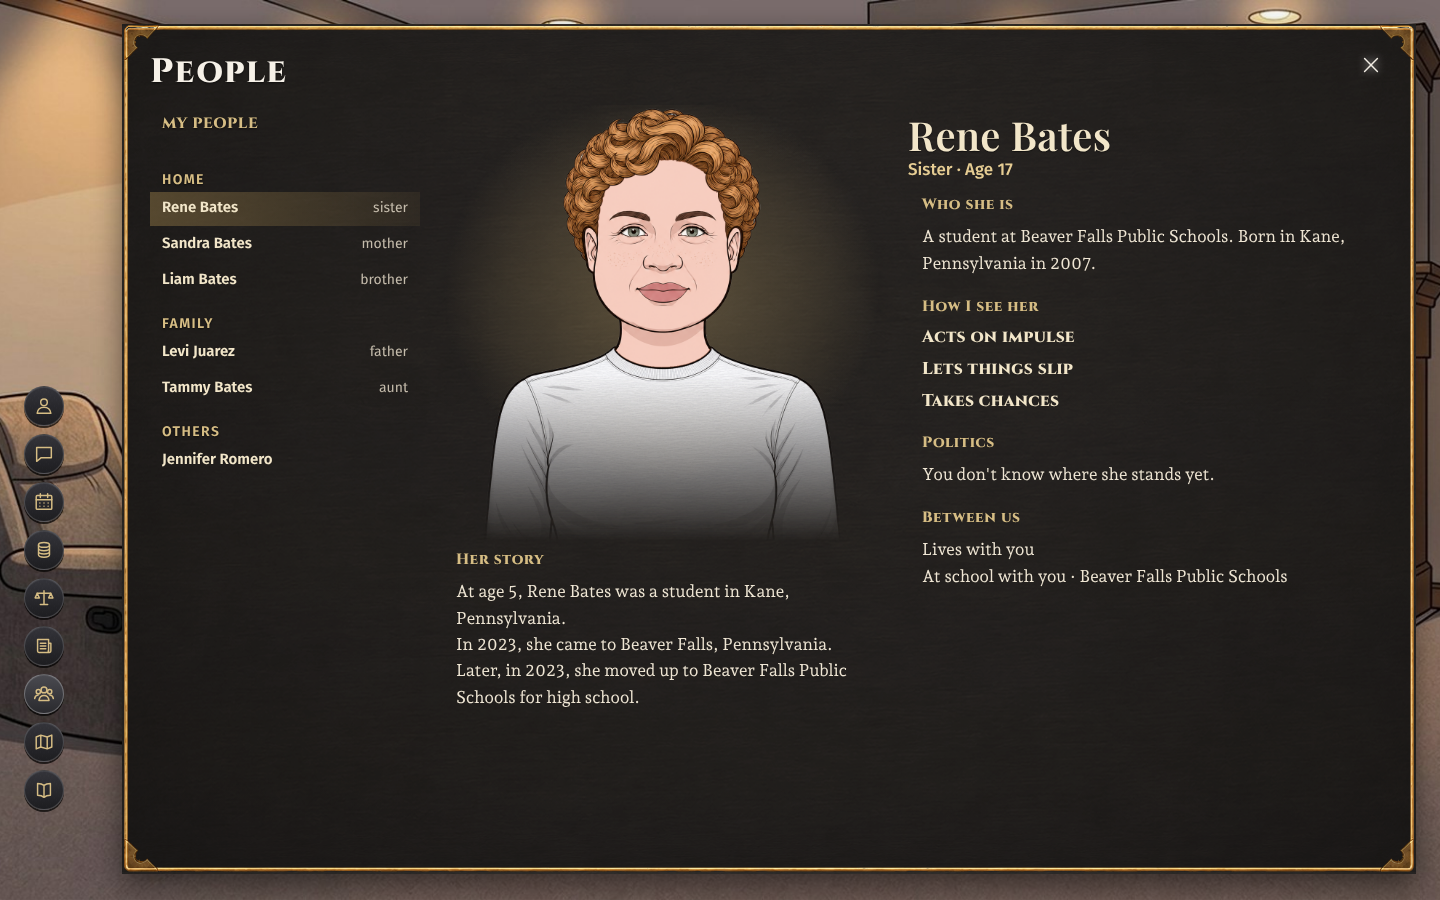 People
My People
HOME
Rene Bates sister
Sandra Bates mother
Liam Bates brother
FAMILY
Levi Juarez father
Tammy Bates aunt
OTHERS
Jennifer Romero
Her story
At age 5, Rene Bates was a student in Kane,
Pennsylvania.
In 2023, she came to Beaver Falls, Pennsylvania.
Later, in 2023, she moved up to Beaver Falls Public
Schools for high school.
Rene Bates
Sister · Age 17
Who she is
A student at Beaver Falls Public Schools. Born in Kane,
Pennsylvania in 2007.
How I see her
Acts on impulse
Lets things slip
Takes chances
Politics
You don't know where she stands yet.
Between us
Lives with you
At school with you · Beaver Falls Public Schools